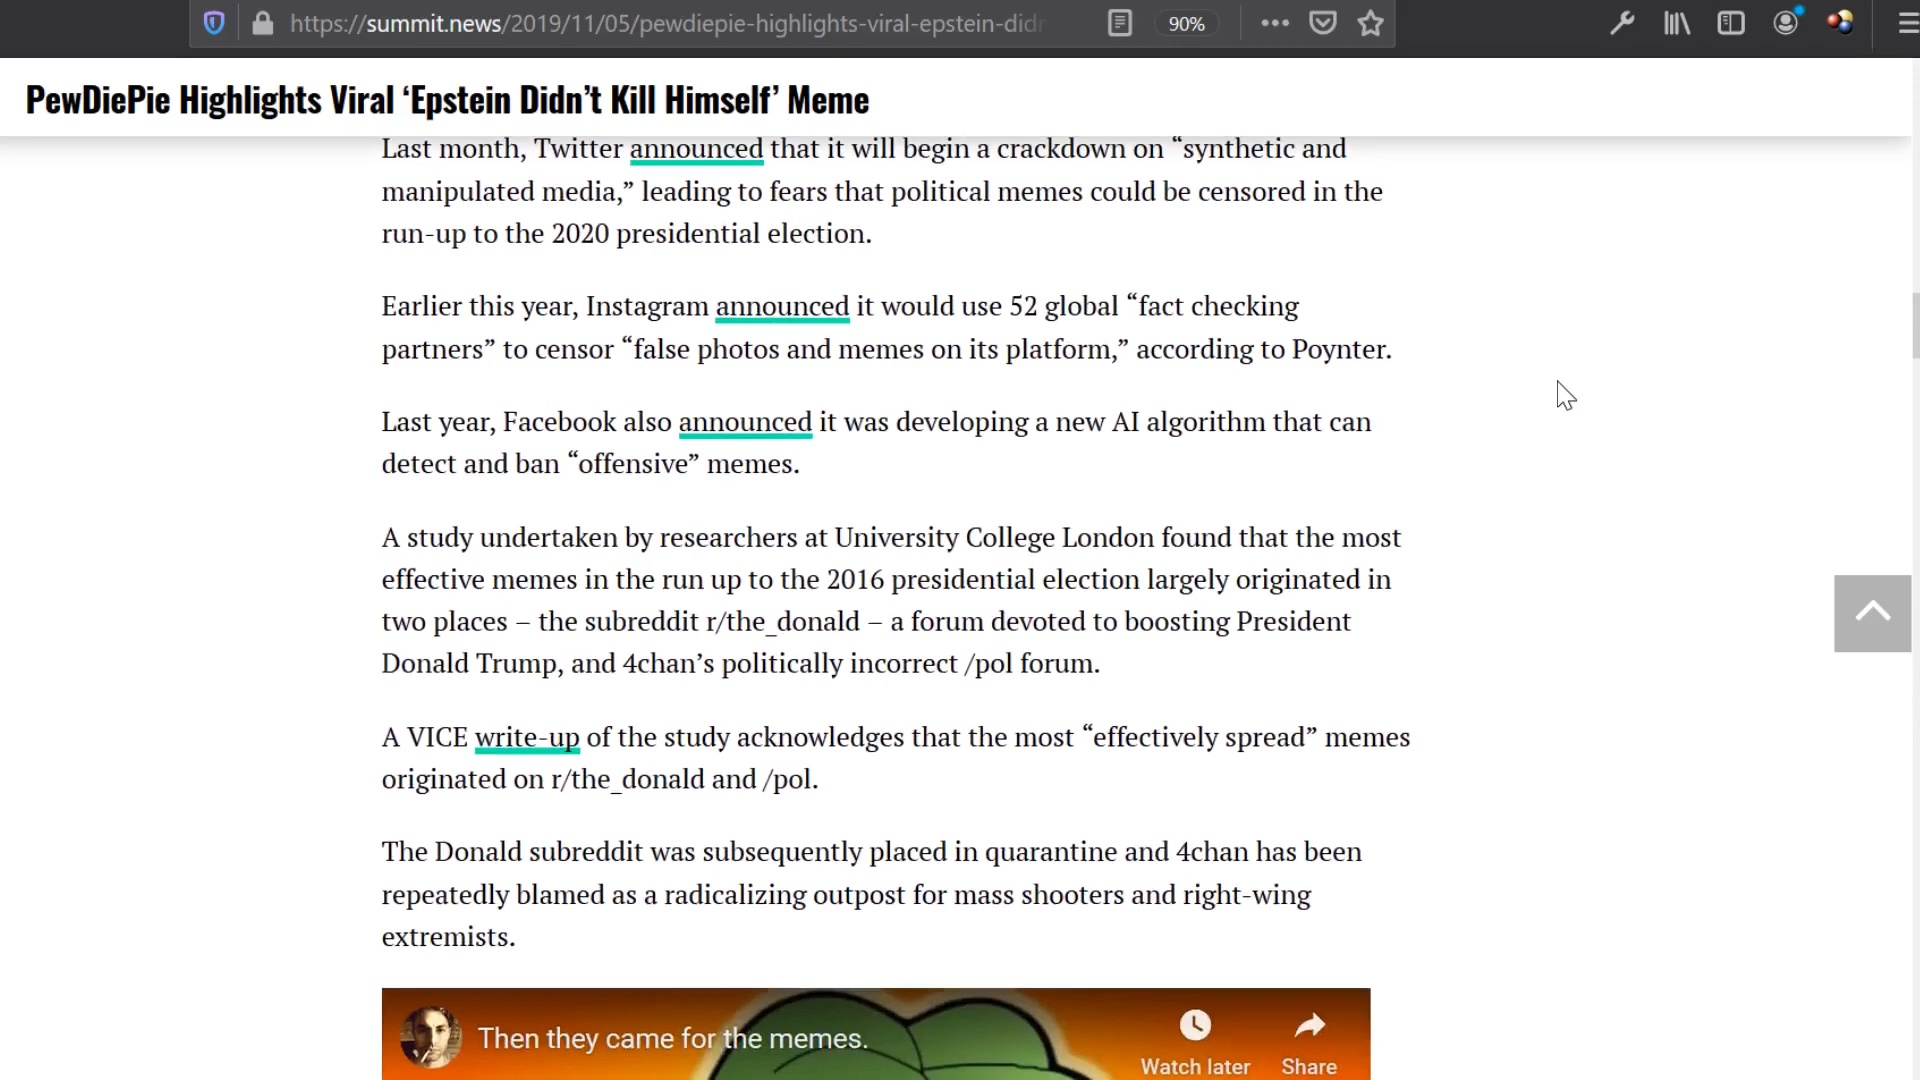 https://summit.news/2019/11/05/pewdiepie-highlights-viral-epstein-didn
90%
PewDiePie Highlights Viral ‘Epstein Didn’t Kill Himself’ Meme
Last month, Twitter announced that it will begin a crackdown on “synthetic and
manipulated media,” leading to fears that political memes could be censored in the
run-up to the 2020 presidential election.
Earlier this year, Instagram announced it would use 52 global “fact checking
partners” to censor “false photos and memes on its platform,” according to Poynter.
Last year, Facebook also announced it was developing a new AI algorithm that can
detect and ban “offensive” memes.
A study undertaken by researchers at University College London found that the most
effective memes in the run up to the 2016 presidential election largely originated in
two places – the subreddit r/the_donald – a forum devoted to boosting President
Donald Trump, and 4chan’s politically incorrect /pol forum.
A VICE write-up of the study acknowledges that the most “effectively spread” memes
originated on r/the_donald and /pol.
The Donald subreddit was subsequently placed in quarantine and 4chan has been
repeatedly blamed as a radicalizing outpost for mass shooters and right-wing
extremists.
Then they came for the memes.
Watch later
Share